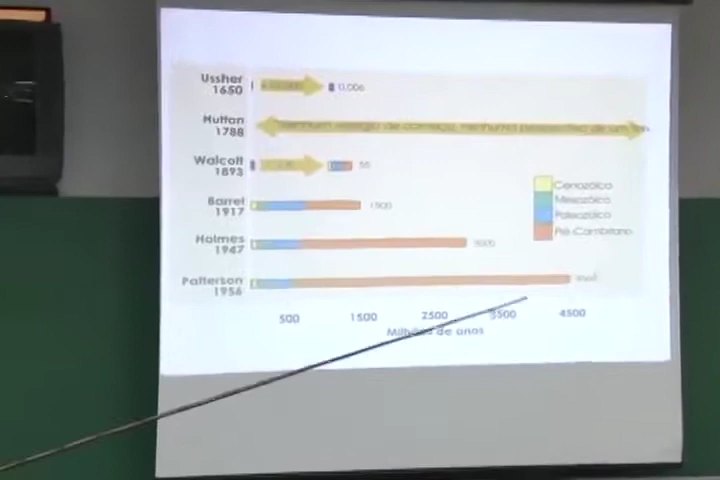 Ussher
1650
0,006
Hutton
1788
nenhum vestígio de começo, nenhuma perspectiva de um fim
Walcott
1893
55
Barrel
1917
1500
Holmes
1947
3000
Patterson
1956
Cenozóico
Mesozóico
Paleozóico
Pré-Cambriano
500 1500 2500 3500 4500
Milhões de anos